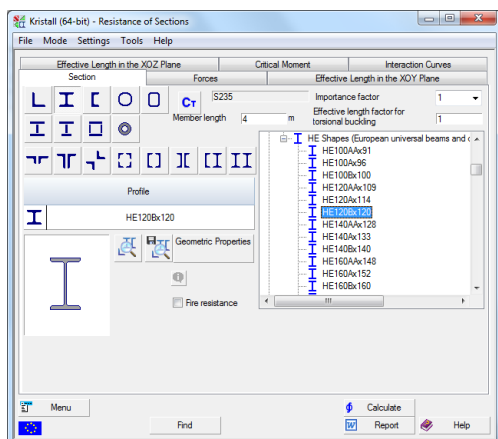 Kristall (64-bit) - Resistance of Sections
File Mode Settings Tools Help
Effective Length in the XOZ Plane Critical Moment Interaction Curves
Section Forces Effective Length in the XOY Plane
Ст S235 Importance factor 1
Member length 4 m Effective length factor for torsional buckling 1
HE Shapes (European universal beams and c
HE100AAx91
HE100Ax96
HE100Bx100
HE120AAx109
HE120Ax114
HE120Bx120
HE140AAx128
HE140Ax133
HE140Bx140
HE160AAx148
HE160Ax152
HE160Bx160
Profile
HE120Bx120
Geometric Properties
Fire resistance
Menu Calculate
Find Report Help